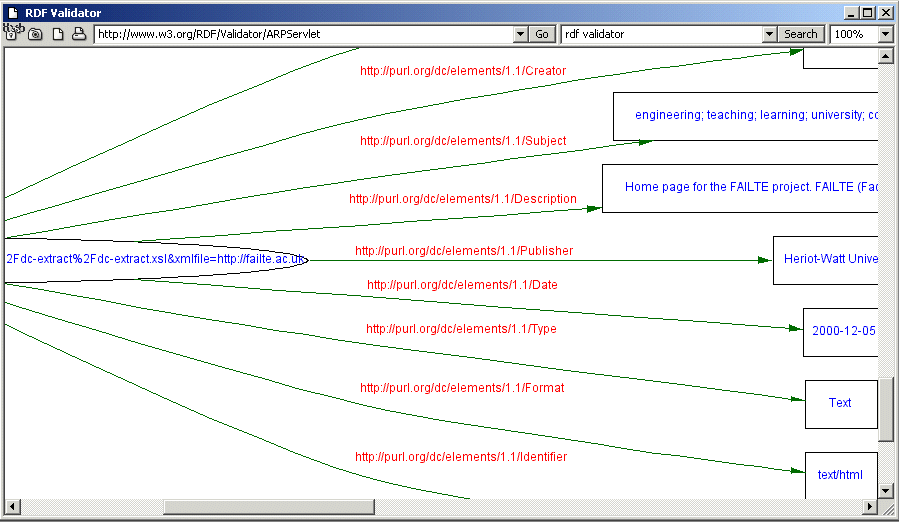 RDF Validator
http://www.w3.org/RDF/Validator/ARPServlet Go rdf validator Search 100%
http://purl.org/dc/elements/1.1/Creator
engineering; teaching; learning; university; co
http://purl.org/dc/elements/1.1/Subject
Home page for the FAILTE project. FAILTE (Fac
http://purl.org/dc/elements/1.1/Description
http://purl.org/dc/elements/1.1/Publisher
2Fdc-extract%2Fdc-extract.xsl&xmlfile=http://failte.ac.uk Heriot-Watt Unive
http://purl.org/dc/elements/1.1/Date
http://purl.org/dc/elements/1.1/Type
2000-12-05
http://purl.org/dc/elements/1.1/Format
Text
http://purl.org/dc/elements/1.1/Identifier
text/html